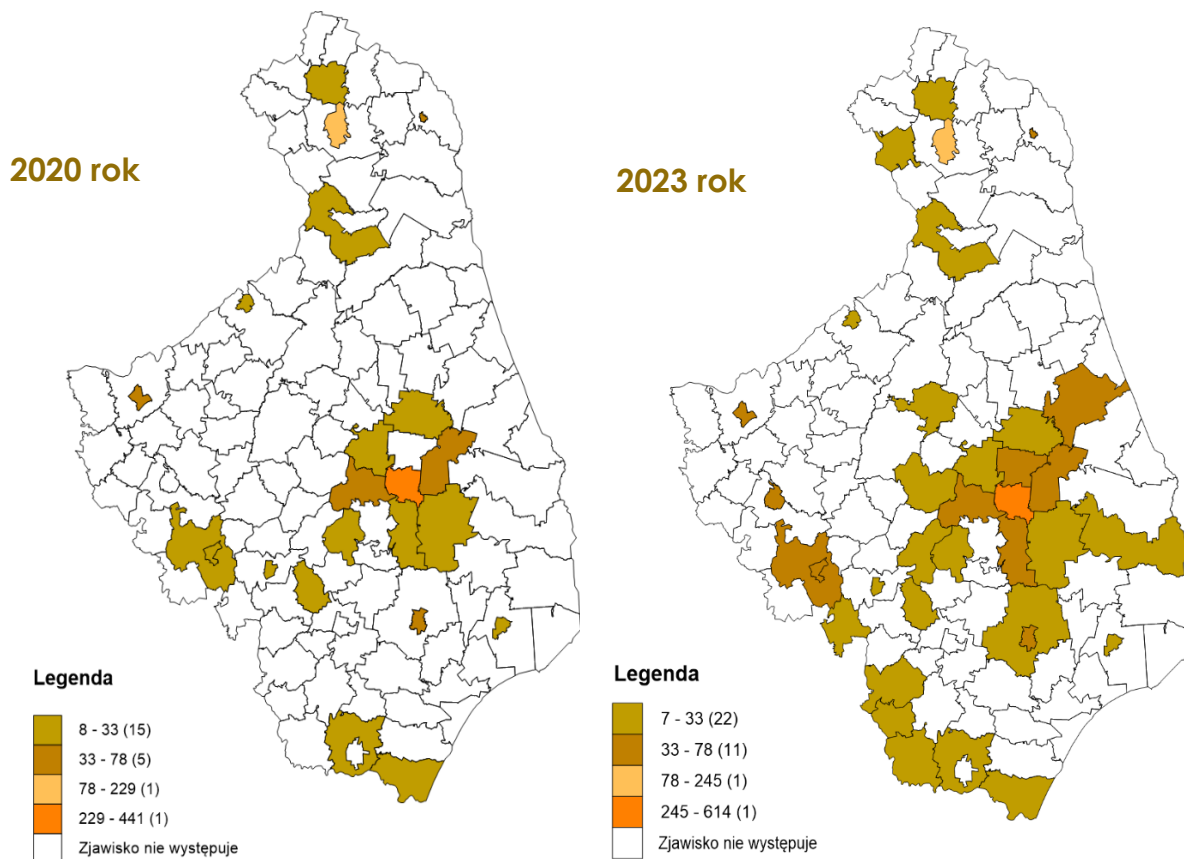 2020 rok
2023 rok
Legenda
8 - 33 (15)
33 - 78 (5)
78 - 229 (1)
229 - 441 (1)
Zjawisko nie występuje
Legenda
7 - 33 (22)
33 - 78 (11)
78 - 245 (1)
245 - 614 (1)
Zjawisko nie występuje